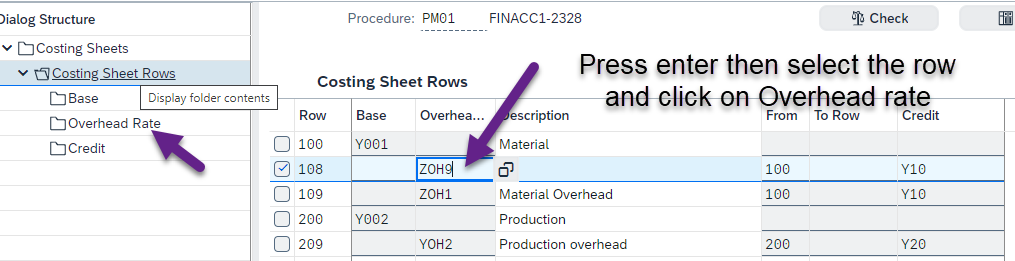 Dialog Structure
Procedure: PM01 FINACC1-2328
Check
Costing Sheets
Costing Sheet Rows
Base
Display folder contents
Overhead Rate
Credit
Press enter then select the row
and click on Overhead rate
Costing Sheet Rows
Row Base Overhea... Description From To Row Credit
100 Y001 Material
108 ZOH9 100 Y10
109 ZOH1 Material Overhead 100 Y10
200 Y002 Production
209 YOH2 Production overhead 200 Y20